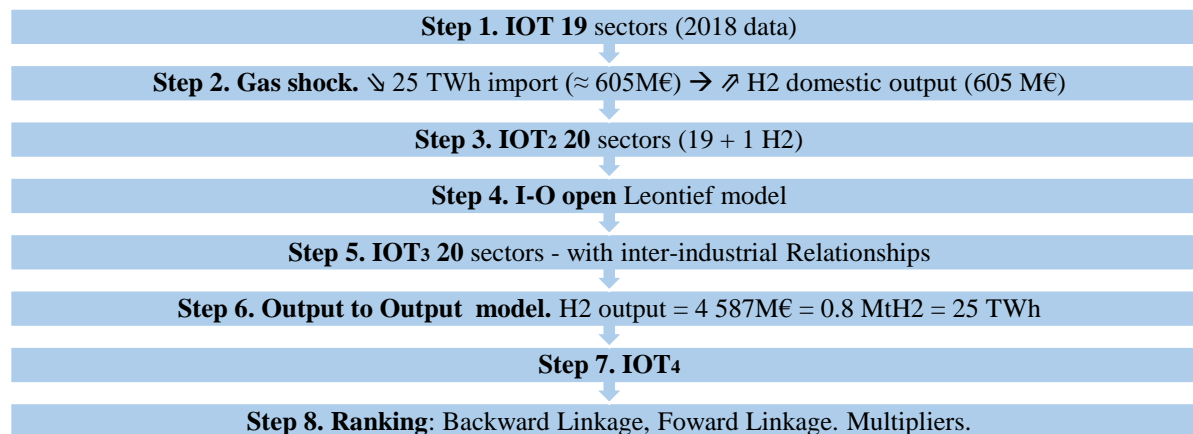 Step 1. IOT 19 sectors (2018 data)
Step 2. Gas shock. ⇘ 25 TWh import (≈ 605M€) → ⇗ H2 domestic output (605 M€)
Step 3. IOT₂ 20 sectors (19 + 1 H2)
Step 4. I-O open Leontief model
Step 5. IOT₃ 20 sectors - with inter-industrial Relationships
Step 6. Output to Output model. H2 output = 4 587M€ = 0.8 MtH2 = 25 TWh
Step 7. IOT₄
Step 8. Ranking: Backward Linkage, Foward Linkage. Multipliers.